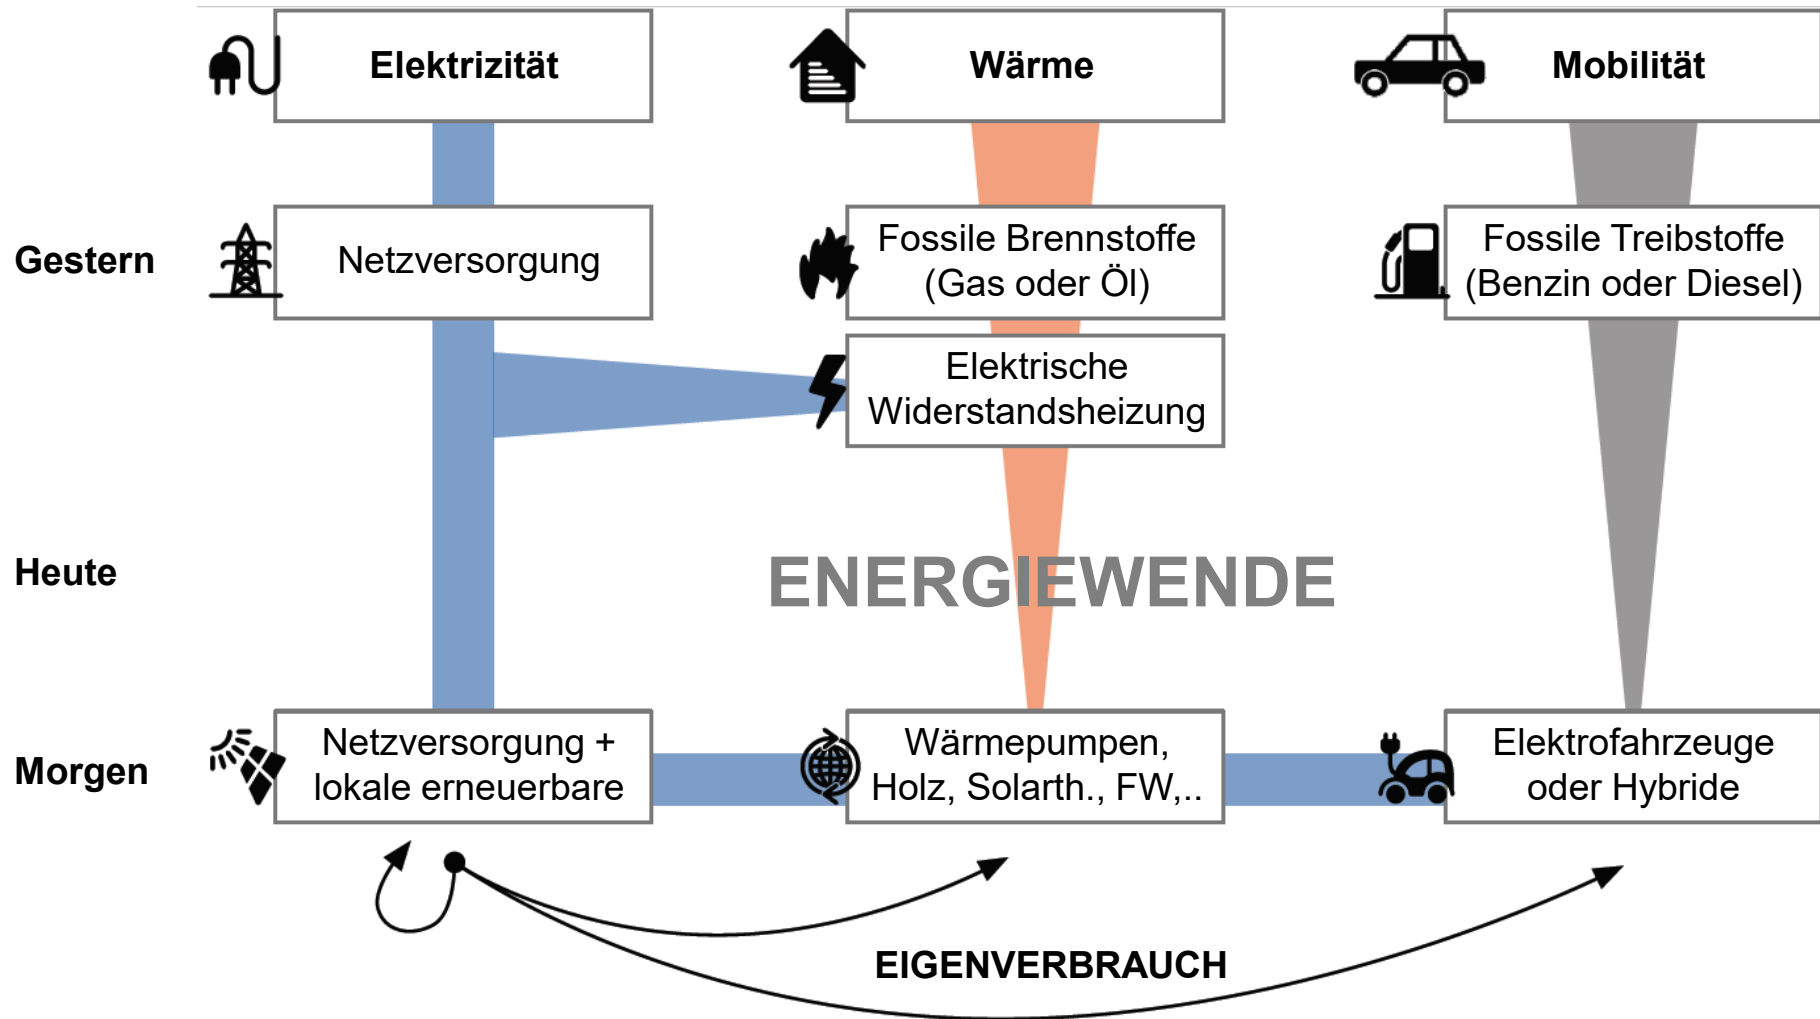 Elektrizität
Wärme
Mobilität
Gestern
Netzversorgung
Fossile Brennstoffe
(Gas oder Öl)
Fossile Treibstoffe
(Benzin oder Diesel)
Elektrische
Widerstandsheizung
Heute
ENERGIEWENDE
Morgen
Netzversorgung +
lokale erneuerbare
Wärmepumpen,
Holz, Solarth., FW,..
Elektrofahrzeuge
oder Hybride
EIGENVERBRAUCH